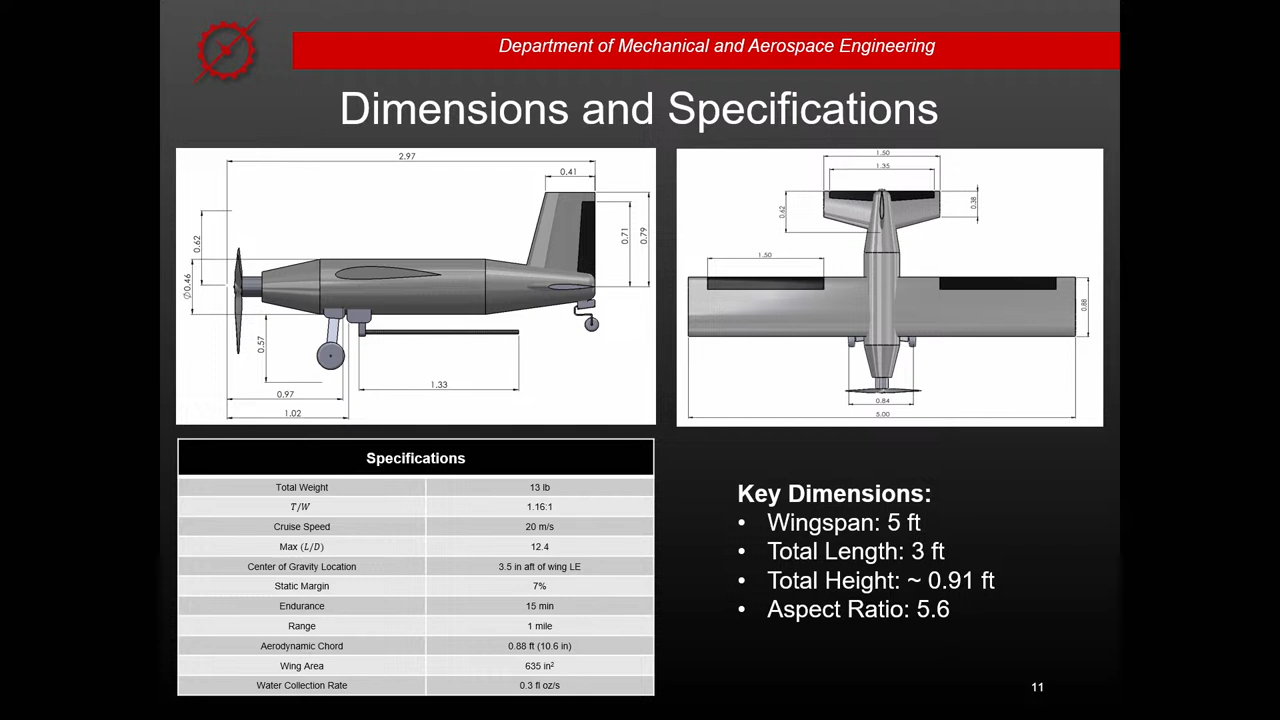 Department of Mechanical and Aerospace Engineering
Dimensions and Specifications
2.97
0.41
0.62
0.71
0.79
Ø0.46
0.57
1.33
0.97
1.02
1.50
1.35
0.62
0.38
1.50
0.88
0.84
5.00
Specifications
Total Weight 13 lb
T/W 1.16:1
Cruise Speed 20 m/s
Max (L/D) 12.4
Center of Gravity Location 3.5 in aft of wing LE
Static Margin 7%
Endurance 15 min
Range 1 mile
Aerodynamic Chord 0.88 ft (10.6 in)
Wing Area 635 in²
Water Collection Rate 0.3 fl oz/s
Key Dimensions:
• Wingspan: 5 ft
• Total Length: 3 ft
• Total Height: ~ 0.91 ft
• Aspect Ratio: 5.6
11